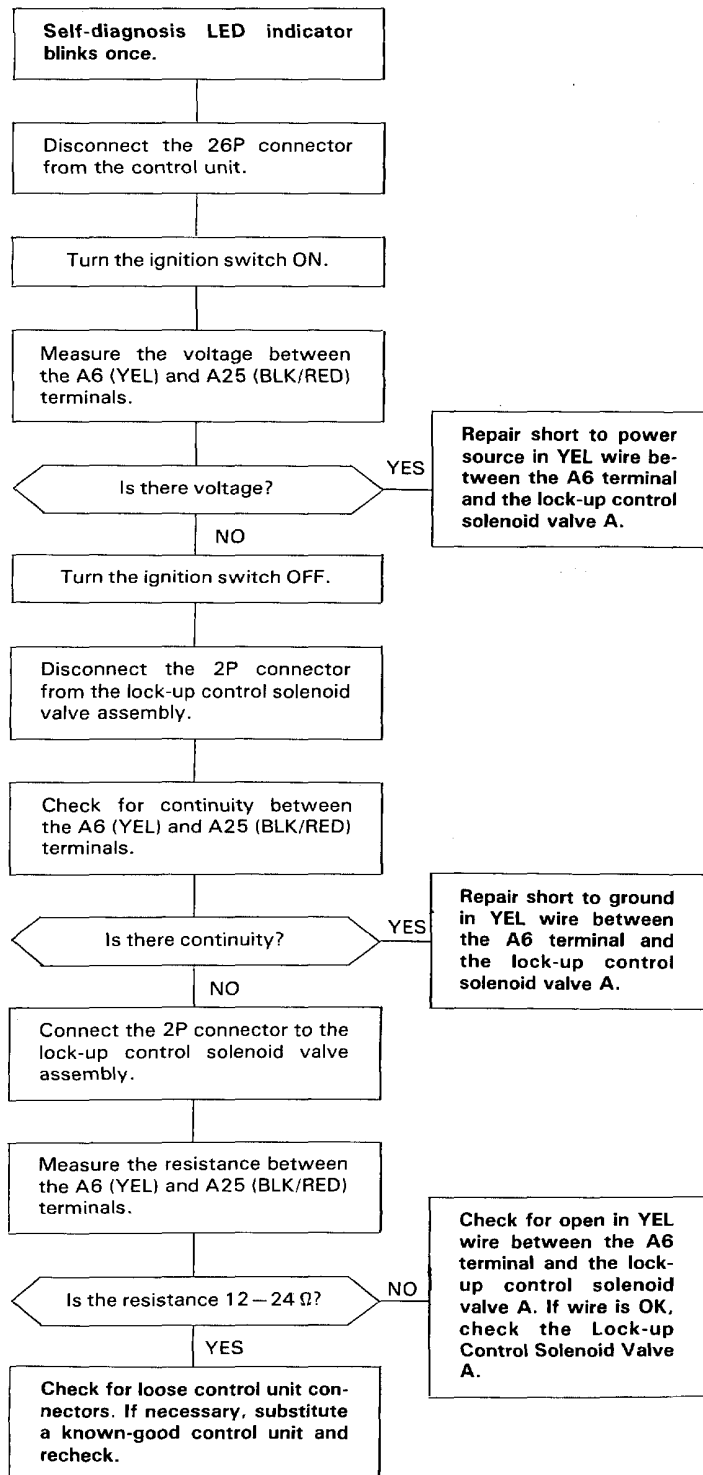 Self-diagnosis LED indicator
blinks once.
Disconnect the 26P connector
from the control unit.
Turn the ignition switch ON.
Measure the voltage between
the A6 (YEL) and A25 (BLK/RED)
terminals.
Is there voltage?
YES
Repair short to power
source in YEL wire be-
tween the A6 terminal
and the lock-up control
solenoid valve A.
NO
Turn the ignition switch OFF.
Disconnect the 2P connector
from the lock-up control solenoid
valve assembly.
Check for continuity between
the A6 (YEL) and A25 (BLK/RED)
terminals.
Is there continuity?
YES
Repair short to ground
in YEL wire between
the A6 terminal and
the lock-up control
solenoid valve A.
NO
Connect the 2P connector to the
lock-up control solenoid valve
assembly.
Measure the resistance between
the A6 (YEL) and A25 (BLK/RED)
terminals.
Is the resistance 12 – 24 Ω?
NO
Check for open in YEL
wire between the A6
terminal and the lock-
up control solenoid
valve A. If wire is OK,
check the Lock-up
Control Solenoid Valve
A.
YES
Check for loose control unit con-
nectors. If necessary, substitute
a known-good control unit and
recheck.